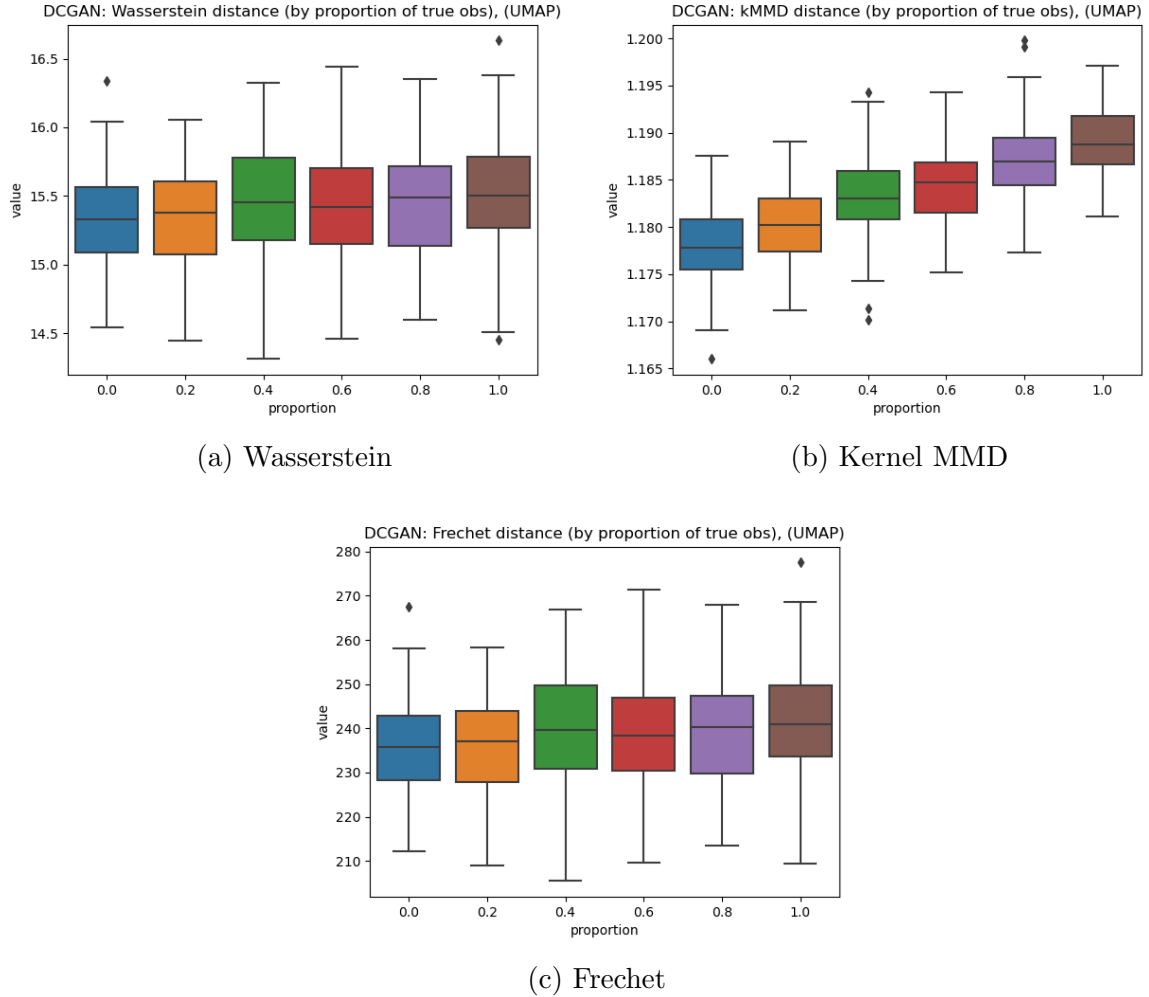 DCGAN: Wasserstein distance (by proportion of true obs), (UMAP)
16.5
16.0
15.5
15.0
14.5
value
0.0 0.2 0.4 0.6 0.8 1.0
proportion
(a) Wasserstein
DCGAN: kMMD distance (by proportion of true obs), (UMAP)
1.200
1.195
1.190
1.185
1.180
1.175
1.170
1.165
value
0.0 0.2 0.4 0.6 0.8 1.0
proportion
(b) Kernel MMD
DCGAN: Frechet distance (by proportion of true obs), (UMAP)
280
270
260
250
240
230
220
210
value
0.0 0.2 0.4 0.6 0.8 1.0
proportion
(c) Frechet